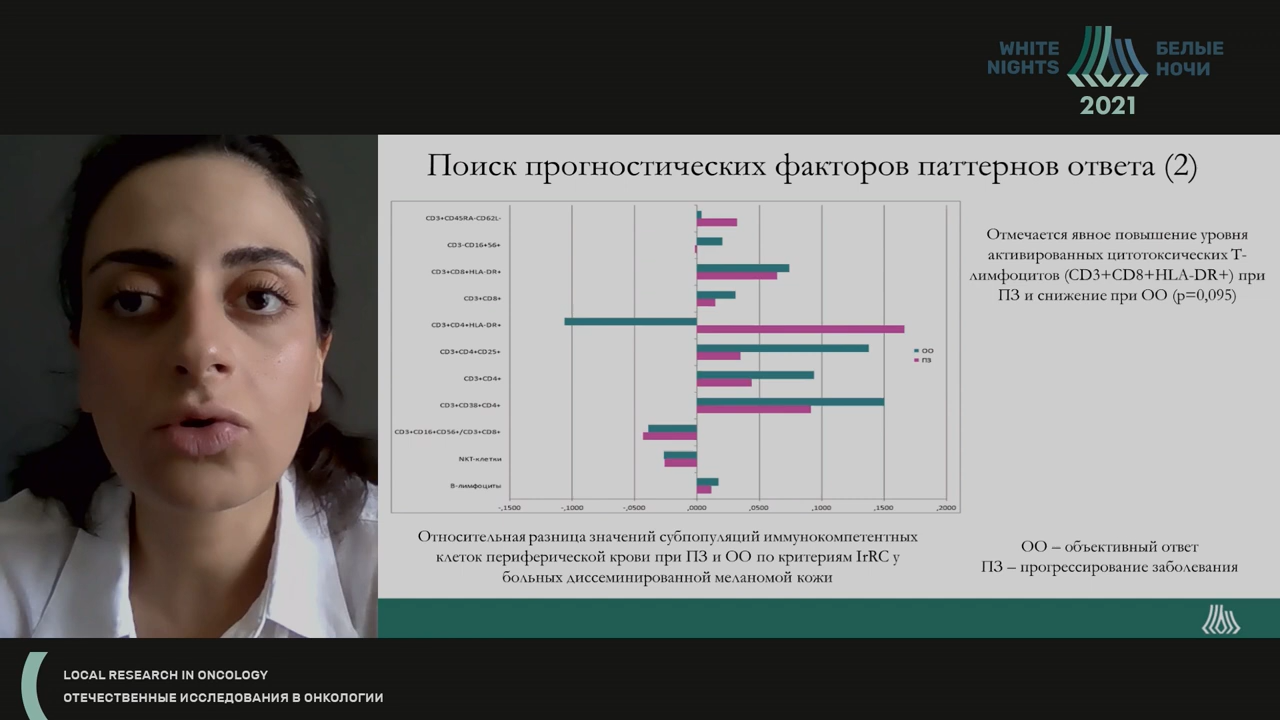 WHITE
NIGHTS
БЕЛЫЕ
НОЧИ
2021
Поиск прогностических факторов паттернов ответа (2)
CD3+CD45RA-CD62L-
CD3-CD16+56+
CD3+CD8+HLA-DR+
CD3+CD8+
CD3+CD4+HLA-DR+
CD3+CD4+CD25+
CD3+CD4+
CD3+CD38+CD4+
CD3+CD16+CD56+/CD3+CD8+
NKT-клетки
В-лимфоциты
-,1500 -,1000 -,0500 ,0000 ,0500 ,1000 ,1500 ,2000
ОО
ПЗ
Отмечается явное повышение уровня
активированных цитотоксических Т-
лимфоцитов (CD3+CD8+HLA-DR+) при
ПЗ и снижение при ОО (p=0,095)
Относительная разница значений субпопуляций иммунокомпетентных
клеток периферической крови при ПЗ и ОО по критериям IrRC у
больных диссеминированной меланомой кожи
ОО – объективный ответ
ПЗ – прогрессирование заболевания
LOCAL RESEARCH IN ONCOLOGY
ОТЕЧЕСТВЕННЫЕ ИССЛЕДОВАНИЯ В ОНКОЛОГИИ